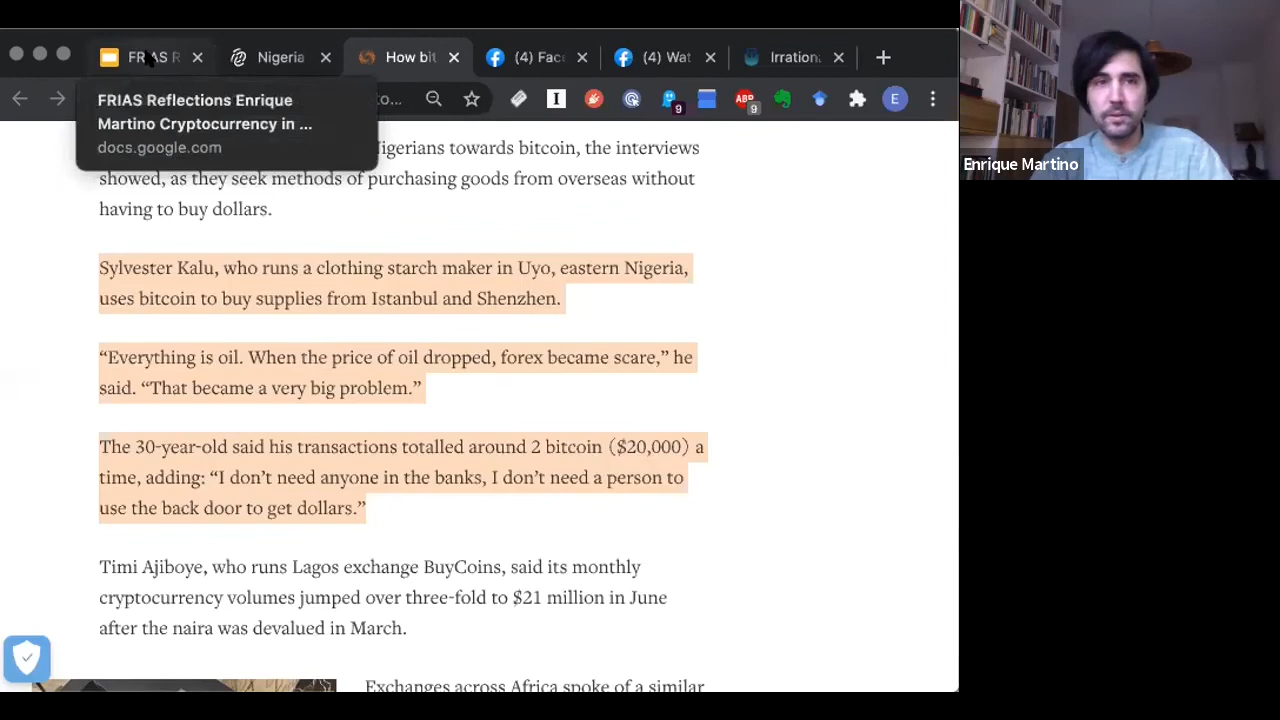 FRIAS R
Nigeria
How bit
(4) Fac
(4) Wat
Irration
to...
9
ABP
9
E
FRIAS Reflections Enrique
Martino Cryptocurrency in ...
docs.google.com
Nigerians towards bitcoin, the interviews
showed, as they seek methods of purchasing goods from overseas without
having to buy dollars.
Sylvester Kalu, who runs a clothing starch maker in Uyo, eastern Nigeria,
uses bitcoin to buy supplies from Istanbul and Shenzhen.
“Everything is oil. When the price of oil dropped, forex became scare,” he
said. “That became a very big problem.”
The 30-year-old said his transactions totalled around 2 bitcoin ($20,000) a
time, adding: “I don’t need anyone in the banks, I don’t need a person to
use the back door to get dollars.”
Timi Ajiboye, who runs Lagos exchange BuyCoins, said its monthly
cryptocurrency volumes jumped over three-fold to $21 million in June
after the naira was devalued in March.
Exchanges across Africa spoke of a similar
Enrique Martino